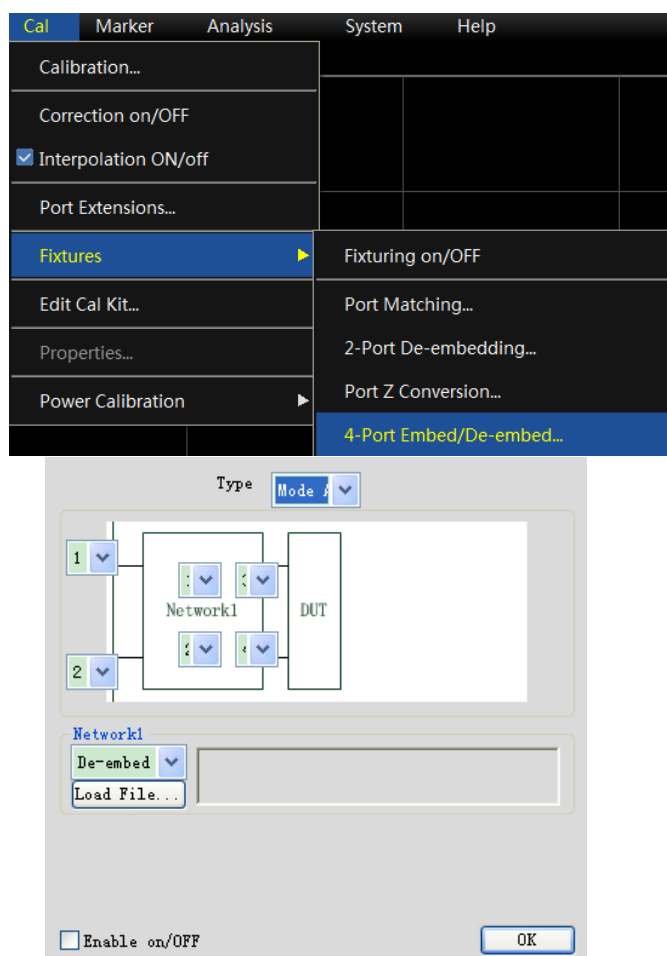 Cal Marker Analysis System Help
Calibration...
Correction on/OFF
Interpolation ON/off
Port Extensions...
Fixtures
Fixturing on/OFF
Edit Cal Kit...
Port Matching...
Properties...
2-Port De-embedding...
Port Z Conversion...
Power Calibration
4-Port Embed/De-embed...
Type Mode
1
Network1 DUT
2
Network1
De-embed
Load File...
Enable on/OFF OK